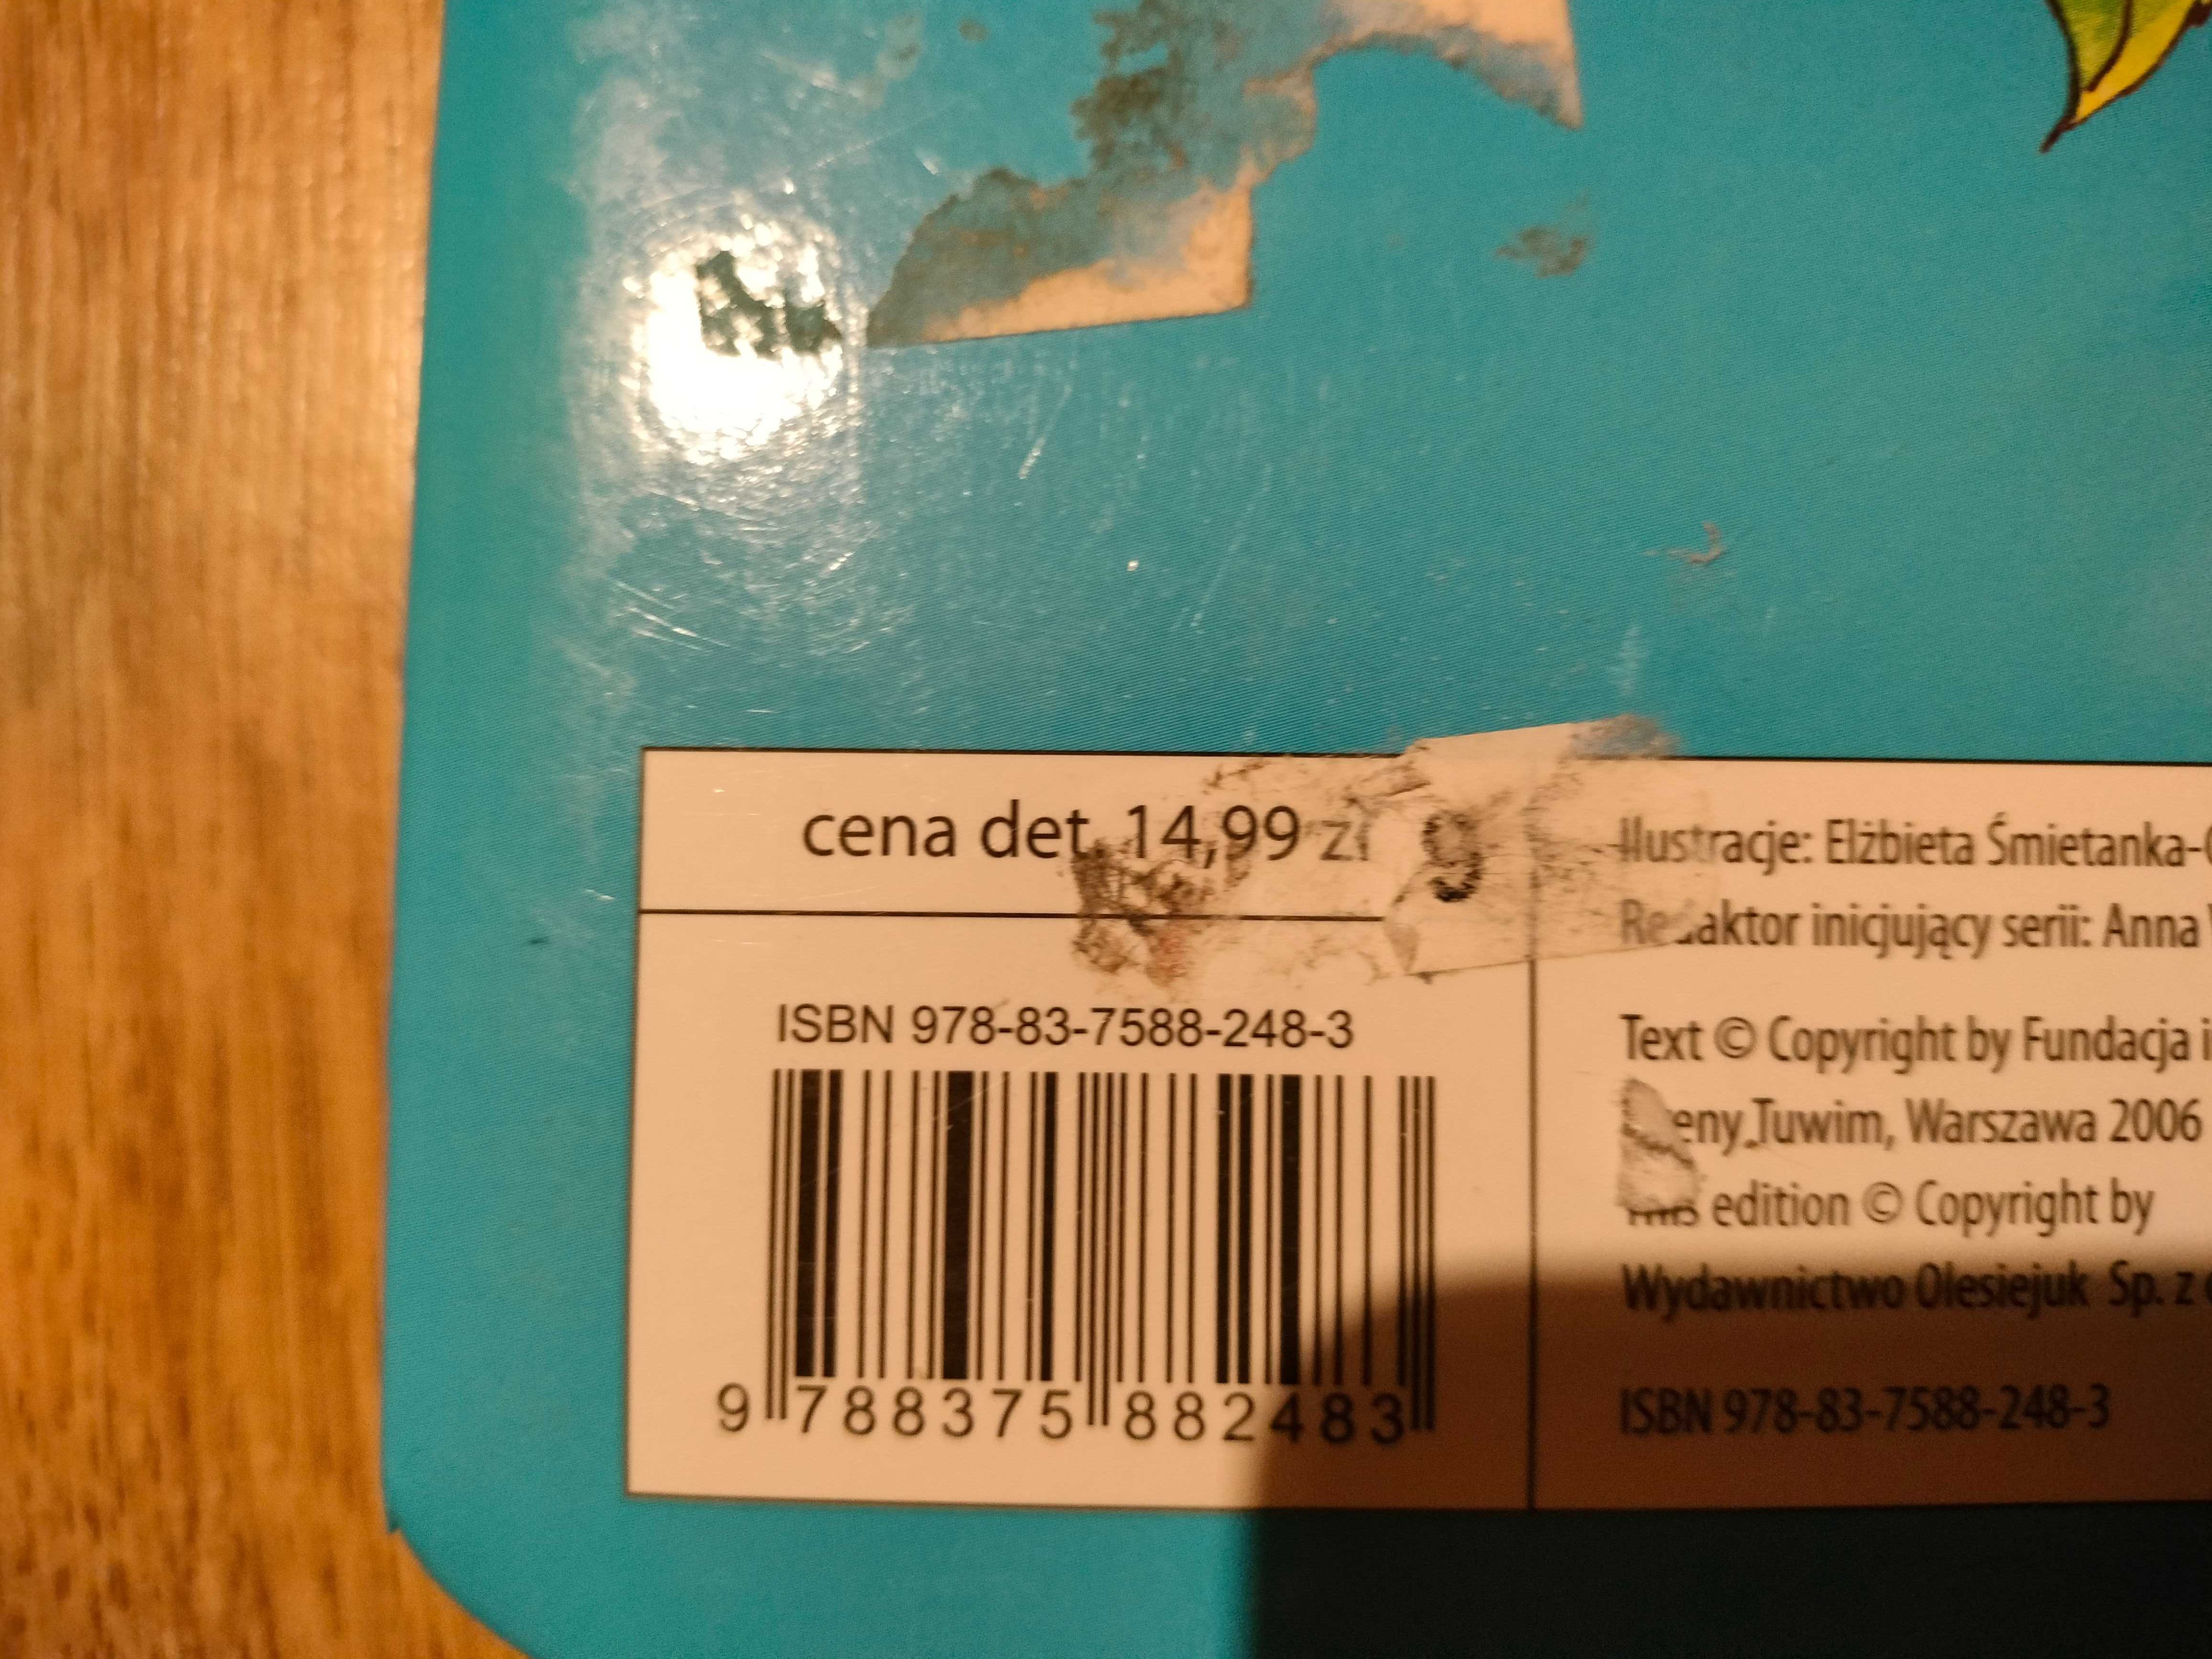 cena det. 14,99 zł
ISBN 978-83-7588-248-3
9 788375 882483
Ilustracje: Elżbieta Śmietanka-
Redaktor inicjujący serii: Anna
Text © Copyright by Fundacja
Tuwim, Warszawa 2006
This edition © Copyright by
Wydawnictwo Olesiejuk Sp. z
ISBN 978-83-7588-248-3